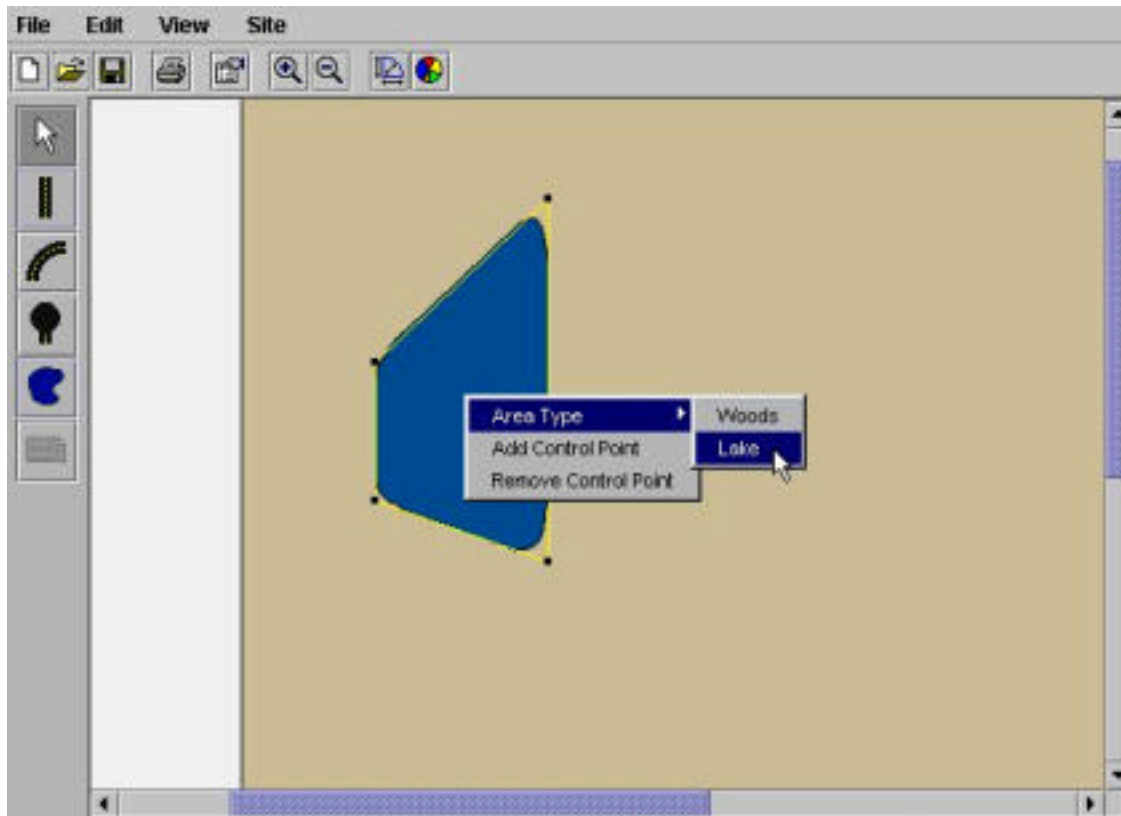 File Edit View Site
Area Type Woods
Add Control Point Lake
Remove Control Point